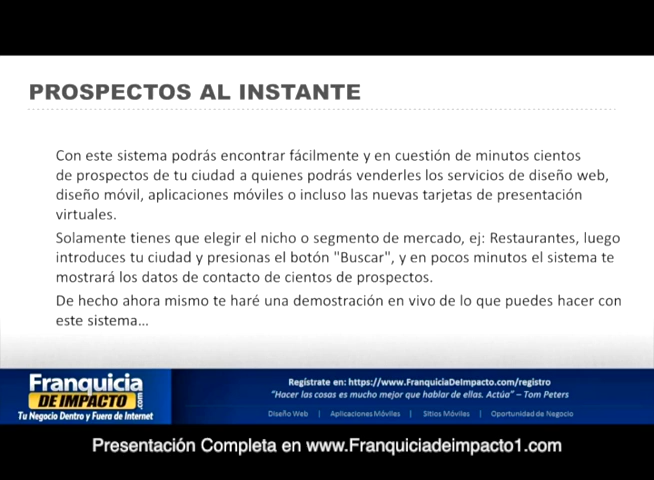 PROSPECTOS AL INSTANTE
Con este sistema podrás encontrar fácilmente y en cuestión de minutos cientos
de prospectos de tu ciudad a quienes podrás venderles los servicios de diseño web,
diseño móvil, aplicaciones móviles o incluso las nuevas tarjetas de presentación
virtuales.
Solamente tienes que elegir el nicho o segmento de mercado, ej: Restaurantes, luego
introduces tu ciudad y presionas el botón "Buscar", y en pocos minutos el sistema te
mostrará los datos de contacto de cientos de prospectos.
De hecho ahora mismo te haré una demostración en vivo de lo que puedes hacer con
este sistema...
Franquicia
DE IMPACTO.com
Tu Negocio Dentro y Fuera de Internet
Regístrate en: https://www.FranquiciaDeImpacto.com/registro
"Hacer las cosas es mucho mejor que hablar de ellas. Actúa" – Tom Peters
Diseño Web | Aplicaciones Móviles | Sitios Móviles | Oportunidad de Negocio
Presentación Completa en www.Franquiciadeimpacto1.com